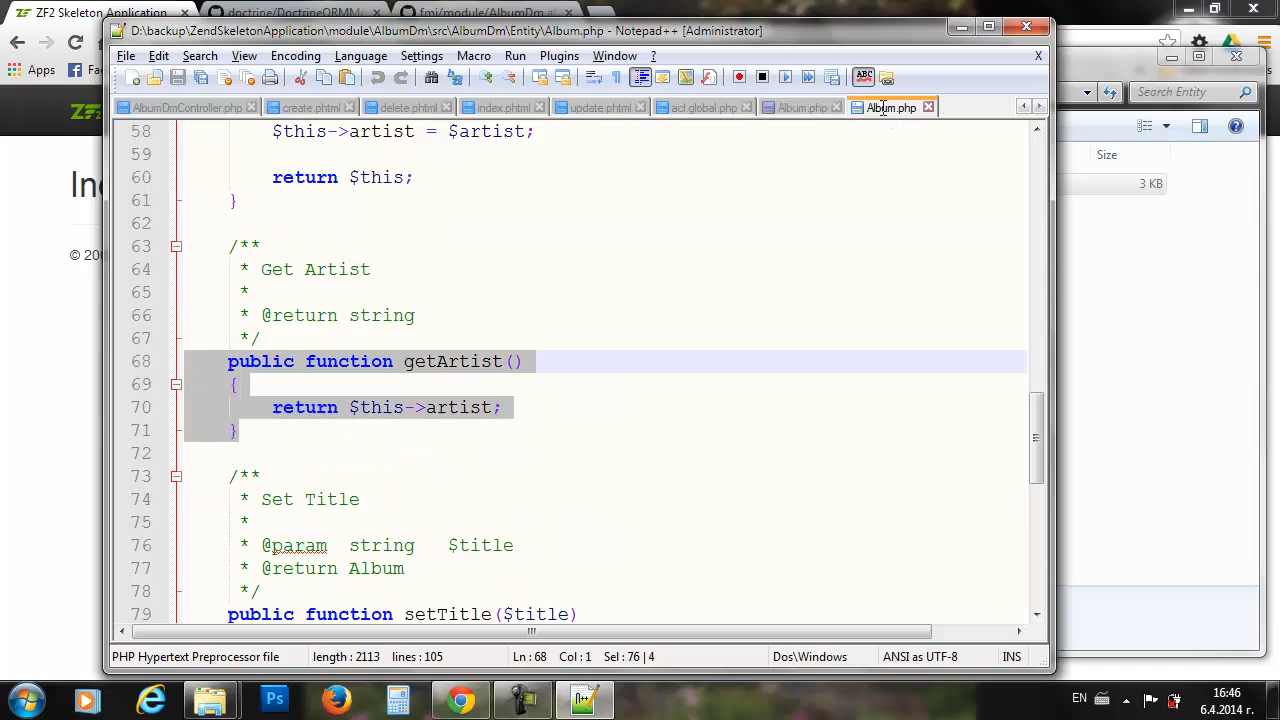 ZF2 Skeleton Application
doctrine/DoctrineORMMo
fmi/module/AlbumDm at
D:\backup\ZendSkeletonApplication\module\AlbumDm\src\AlbumDm\Entity\Album.php - Notepad++ [Administrator]
File Edit Search View Encoding Language Settings Macro Run Plugins Window ? X
Apps
AlbumDmController.php create.phtml delete.phtml index.phtml update.phtml acl.global.php Album.php Album.php
Search Entity
Size
3 KB
58 $this->artist = $artist;
59
60 return $this;
61 }
62
63 /**
64 * Get Artist
65 *
66 * @return string
67 */
68 public function getArtist()
69 {
70 return $this->artist;
71 }
72
73 /**
74 * Set Title
75 *
76 * @param string $title
77 * @return Album
78 */
79 public function setTitle($title)
PHP Hypertext Preprocessor file length : 2113 lines : 105 Ln : 68 Col : 1 Sel : 76 | 4 Dos\Windows ANSI as UTF-8 INS
EN
16:46
6.4.2014 г.